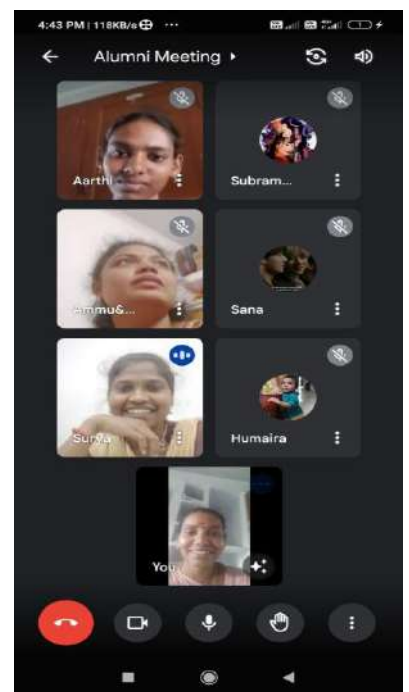 4:43 PM | 118KB/s ...
Alumni Meeting
Aarthi
Subram...
Ammu&...
Sana
Surya
Humaira
You